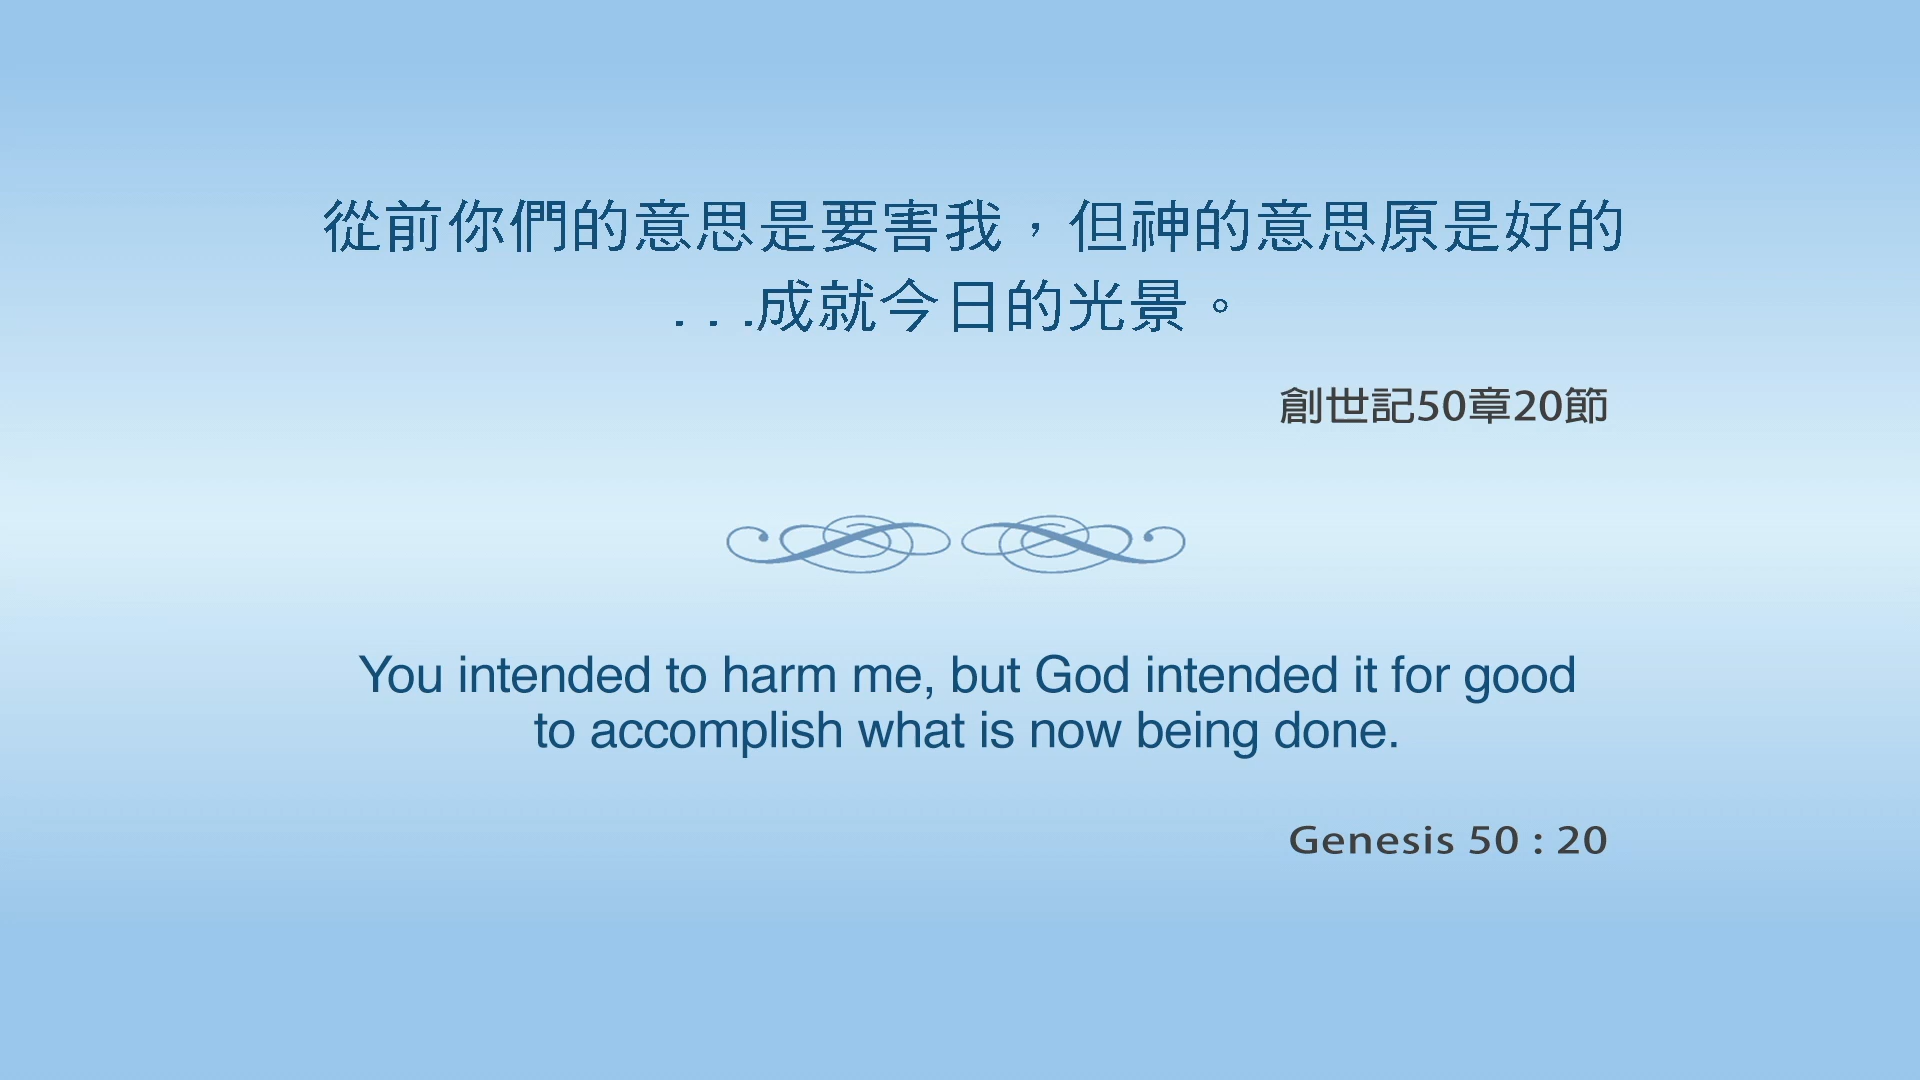 從前你們的意思是要害我，但神的意思原是好的
. . .成就今日的光景。
創世記50章20節
You intended to harm me, but God intended it for good
to accomplish what is now being done.
Genesis 50 : 20